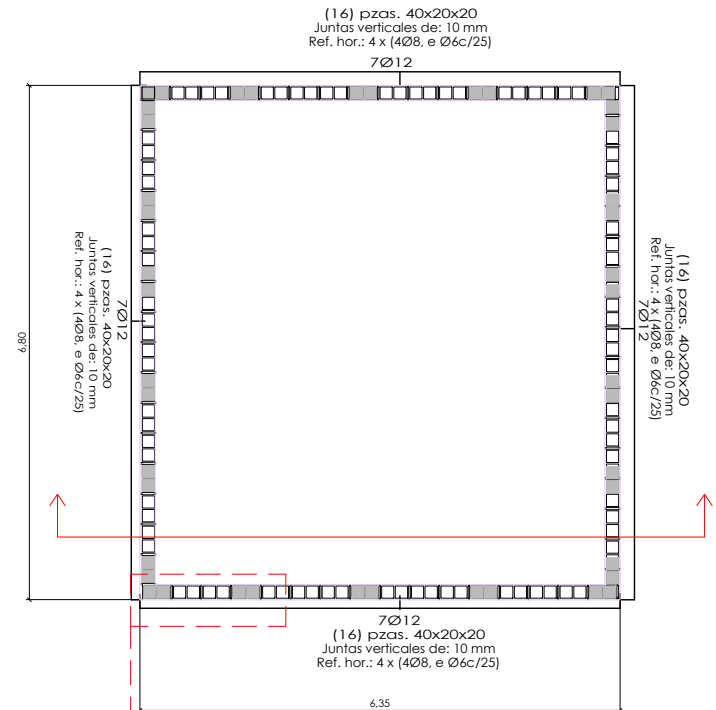 (16) pzas. 40x20x20
Juntas verticales de: 10 mm
Ref. hor.: 4 x (4Ø8, e Ø6c/25)
7Ø12
6,80
(16) pzas. 40x20x20
Juntas verticales de: 10 mm
Ref. hor.: 4 x (4Ø8, e Ø6c/25)
7Ø12
(16) pzas. 40x20x20
Juntas verticales de: 10 mm
Ref. hor.: 4 x (4Ø8, e Ø6c/25)
7Ø12
7Ø12
(16) pzas. 40x20x20
Juntas verticales de: 10 mm
Ref. hor.: 4 x (4Ø8, e Ø6c/25)
6,35